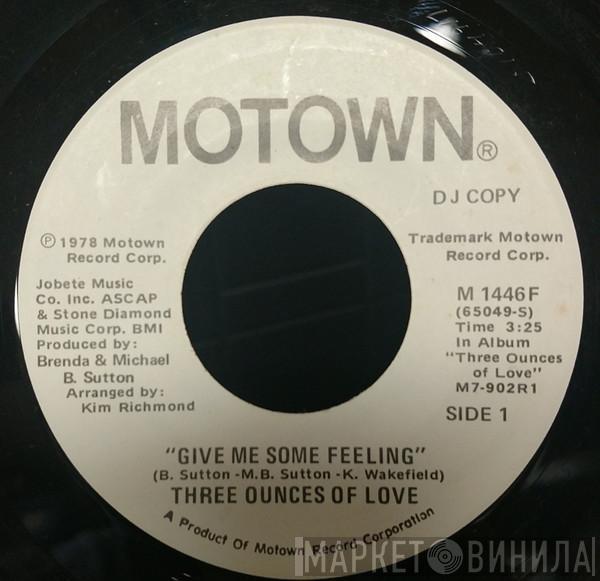 MOTOWN®
DJ COPY
℗ 1978 Motown
Record Corp.
Trademark Motown
Record Corp.
Jobete Music
Co. Inc. ASCAP
& Stone Diamond
Music Corp. BMI
Produced by:
Brenda & Michael
B. Sutton
Arranged by:
Kim Richmond
M 1446F
(65049-S)
Time 3:25
In Album
"Three Ounces
of Love"
M7-902R1
SIDE 1
"GIVE ME SOME FEELING"
(B. Sutton -M.B. Sutton -K. Wakefield)
THREE OUNCES OF LOVE
A Product Of Motown Record Corporation
МАРКЕТ ВИНИЛА